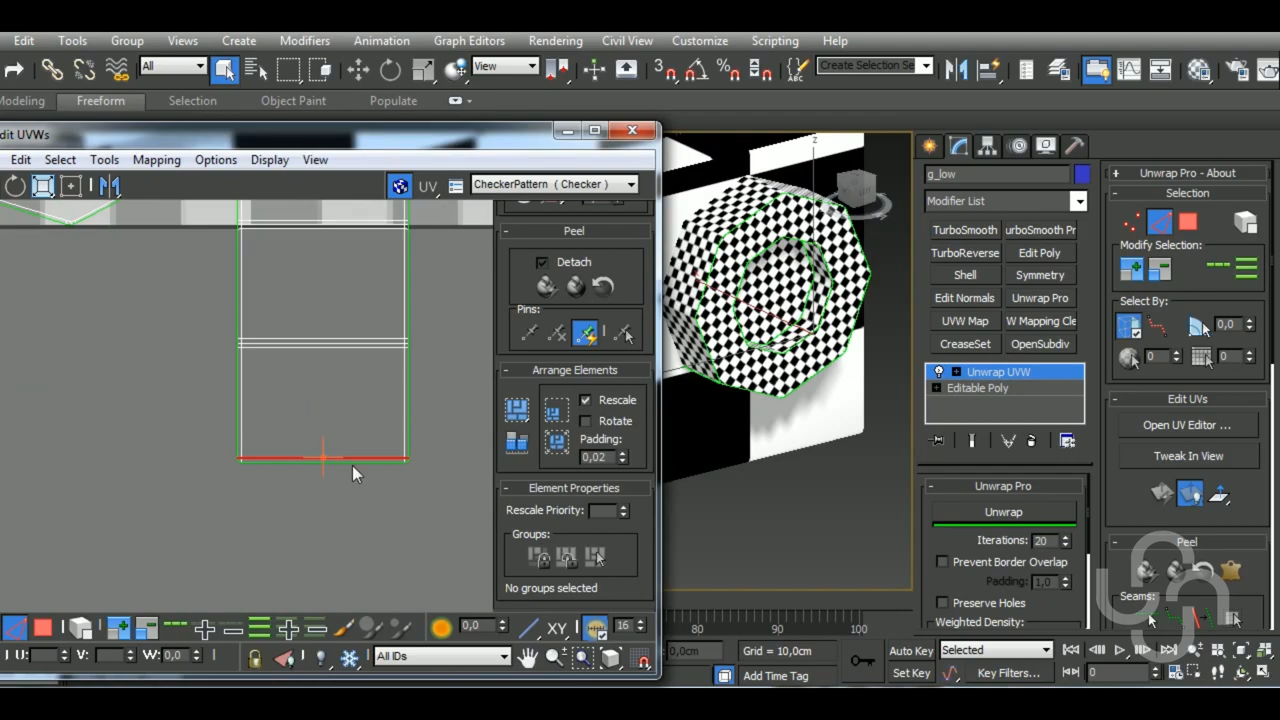 Edit Tools Group Views Create Modifiers Animation Graph Editors Rendering Civil View Customize Scripting Help
All View 3 Create Selection Se
Modeling Freeform Selection Object Paint Populate
dit UVWs
Edit Select Tools Mapping Options Display View
UV CheckerPattern ( Checker )
- Peel
Detach
Pins:
- Arrange Elements
Rescale
Rotate
Padding:
0,02
- Element Properties
Rescale Priority:
Groups:
No groups selected
0,0 XY 16
U: V: W: 0,0 All IDs
z
g_low
Modifier List
TurboSmooth urboSmooth Pr
TurboReverse Edit Poly
Shell Symmetry
Edit Normals Unwrap Pro
UVW Map W Mapping Cle
CreaseSet OpenSubdiv
Unwrap UVW
Editable Poly
- Unwrap Pro
Unwrap
Iterations: 20
Prevent Border Overlap
Padding: 1,0
Preserve Holes
Weighted Density:
+ Unwrap Pro - About
- Selection
Modify Selection:
Select By:
0,0
0 0
- Edit UVs
Open UV Editor ...
Tweak In View
- Peel
Seams:
80 90 100
0,0cm Grid = 10,0cm Auto Key Selected
Add Time Tag Set Key Key Filters... 0